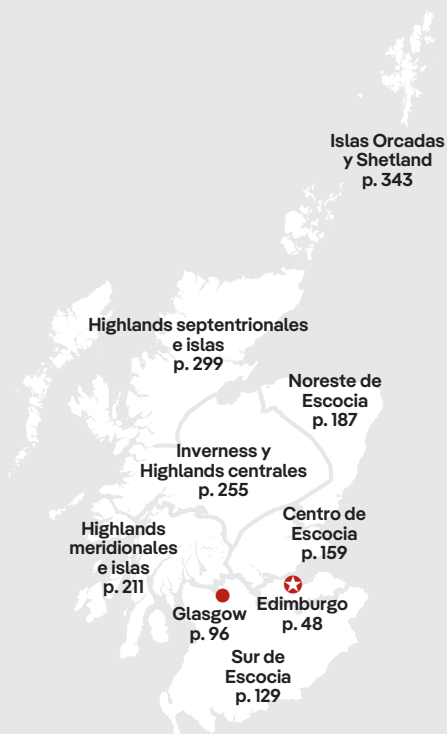 Islas Orcadas
y Shetland
p. 343
Highlands septentrionales
e islas
p. 299
Noreste de
Escocia
p. 187
Inverness y
Highlands centrales
p. 255
Centro de
Escocia
p. 159
Highlands
meridionales
e islas
p. 211
Glasgow
p. 96
Edimburgo
p. 48
Sur de
Escocia
p. 129